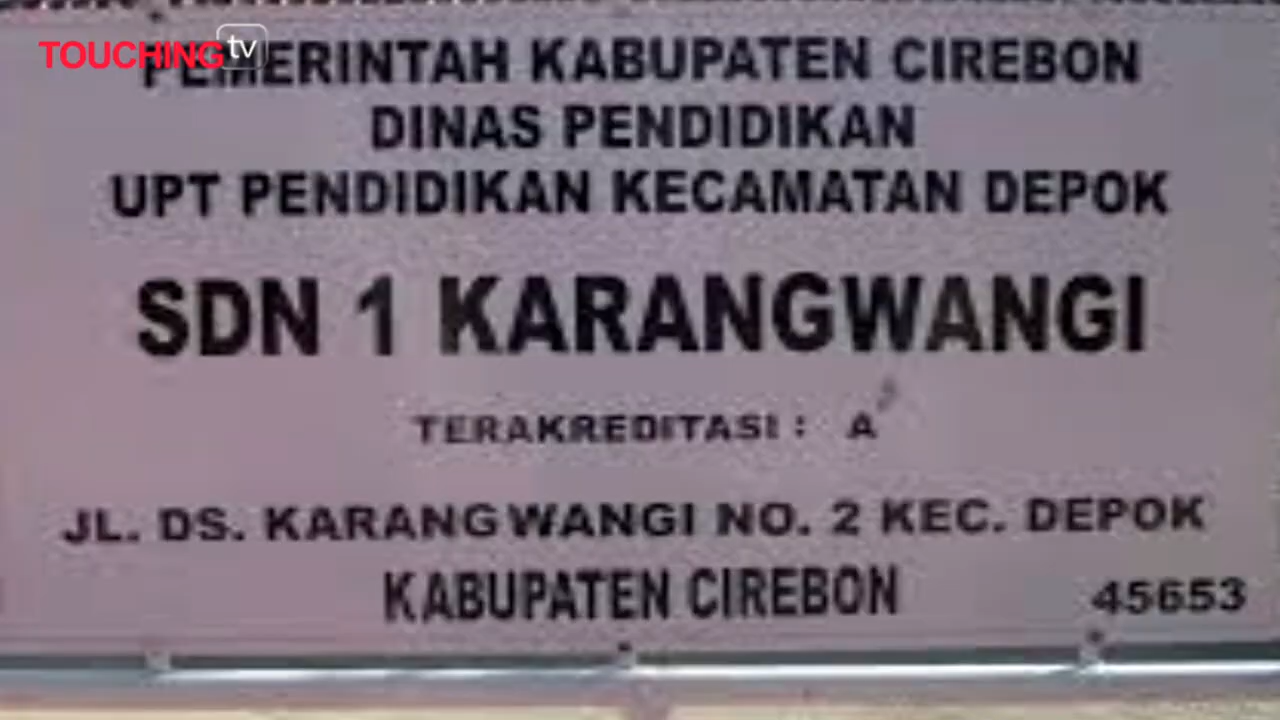 TOUCHING tv
PEMERINTAH KABUPATEN CIREBON
DINAS PENDIDIKAN
UPT PENDIDIKAN KECAMATAN DEPOK
SDN 1 KARANGWANGI
TERAKREDITASI : A
JL. DS. KARANGWANGI NO. 2 KEC. DEPOK
KABUPATEN CIREBON 45653